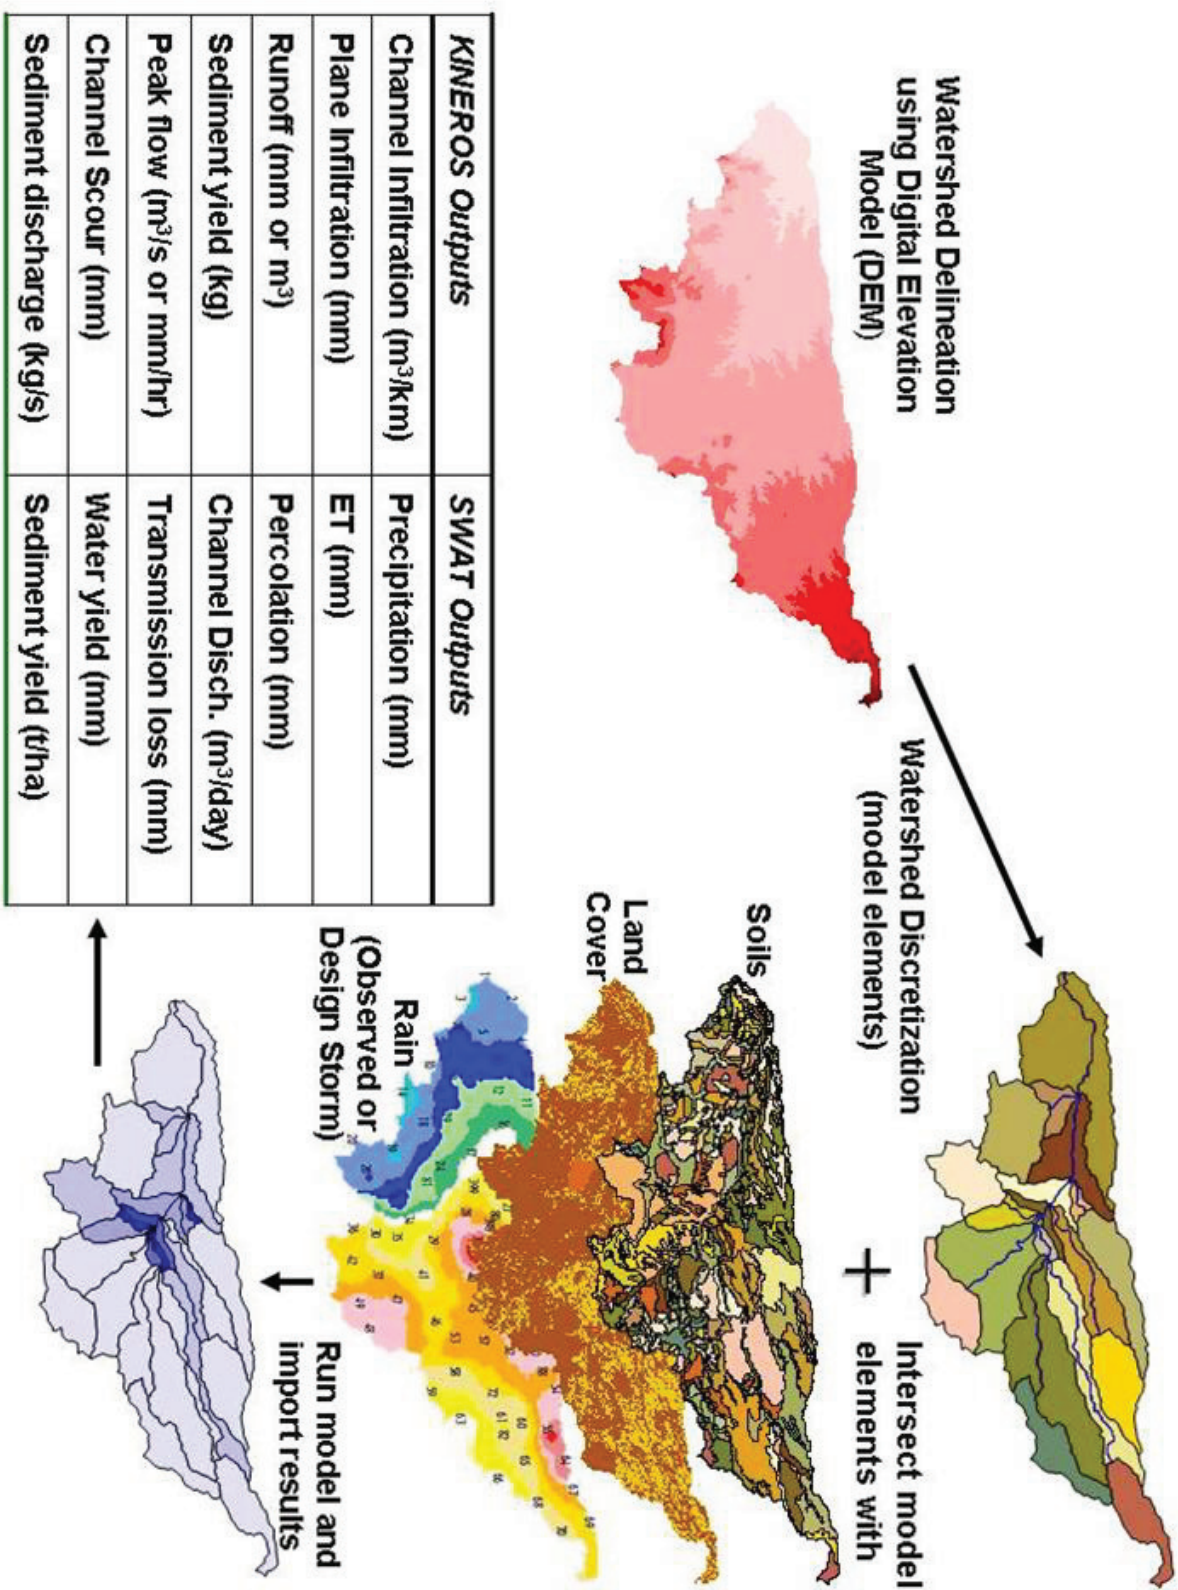 Watershed Delineation
using Digital Elevation
Model (DEM)
Watershed Discretization
(model elements)
Intersect model
elements with
Soils
Land
Cover
Rain
(Observed or
Design Storm)
Run model and
import results
KINEROS Outputs SWAT Outputs
Channel Infiltration (m³/km) Precipitation (mm)
Plane Infiltration (mm) ET (mm)
Runoff (mm or m³) Percolation (mm)
Sediment yield (kg) Channel Disch. (m³/day)
Peak flow (m³/s or mm/hr) Transmission loss (mm)
Channel Scour (mm) Water yield (mm)
Sediment discharge (kg/s) Sediment yield (t/ha)